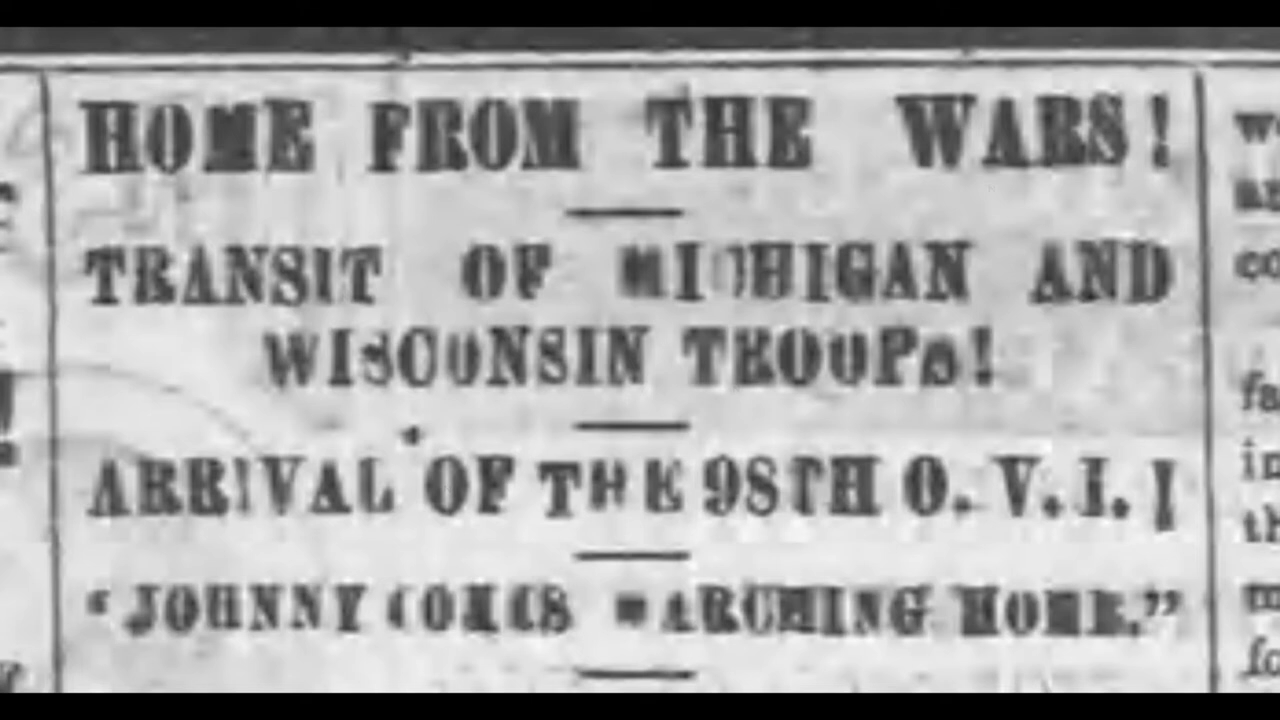 HOME FROM THE WARS!
TRANSIT OF MICHIGAN AND
WISCONSIN TROOPS!
ARRIVAL OF THE 98TH O. V. I. !
"JOHNNY COMES MARCHING HOME."